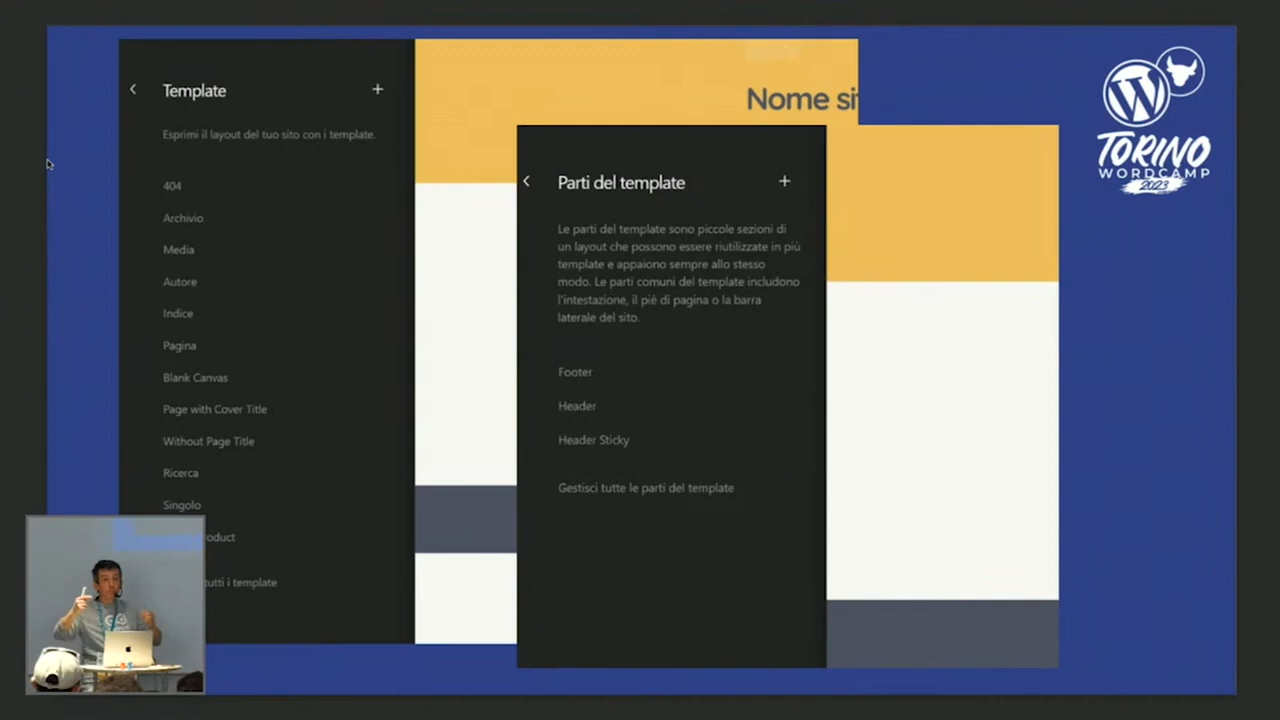 Template
Esprimi il layout del tuo sito con i template.
404
Archivio
Media
Autore
Indice
Pagina
Blank Canvas
Page with Cover Title
Without Page Title
Ricerca
Singolo
oduct
tutti i template
Nome sit
Parti del template
Le parti del template sono piccole sezioni di
un layout che possono essere riutilizzate in più
template e appaiono sempre allo stesso
modo. Le parti comuni del template includono
l'intestazione, il piè di pagina o la barra
laterale del sito.
Footer
Header
Header Sticky
Gestisci tutte le parti del template
TORINO
WORDCAMP
2023